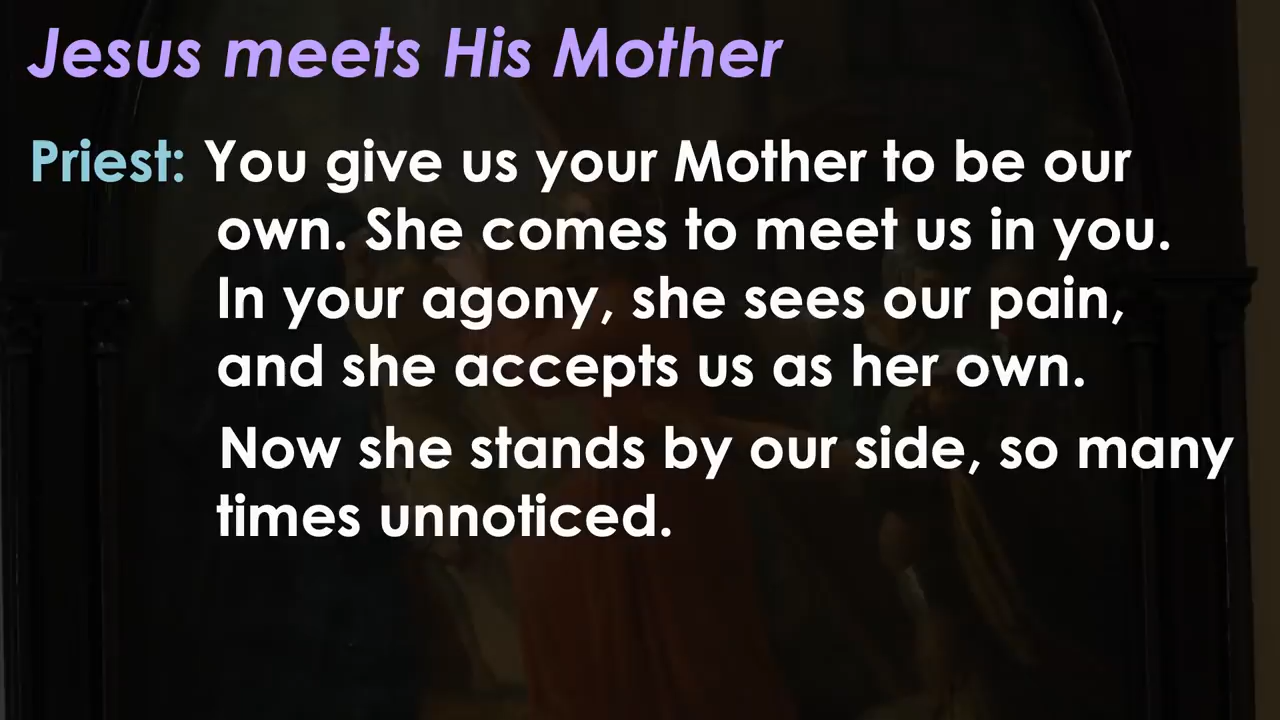 Jesus meets His Mother
Priest: You give us your Mother to be our
own. She comes to meet us in you.
In your agony, she sees our pain,
and she accepts us as her own.
Now she stands by our side, so many
times unnoticed.